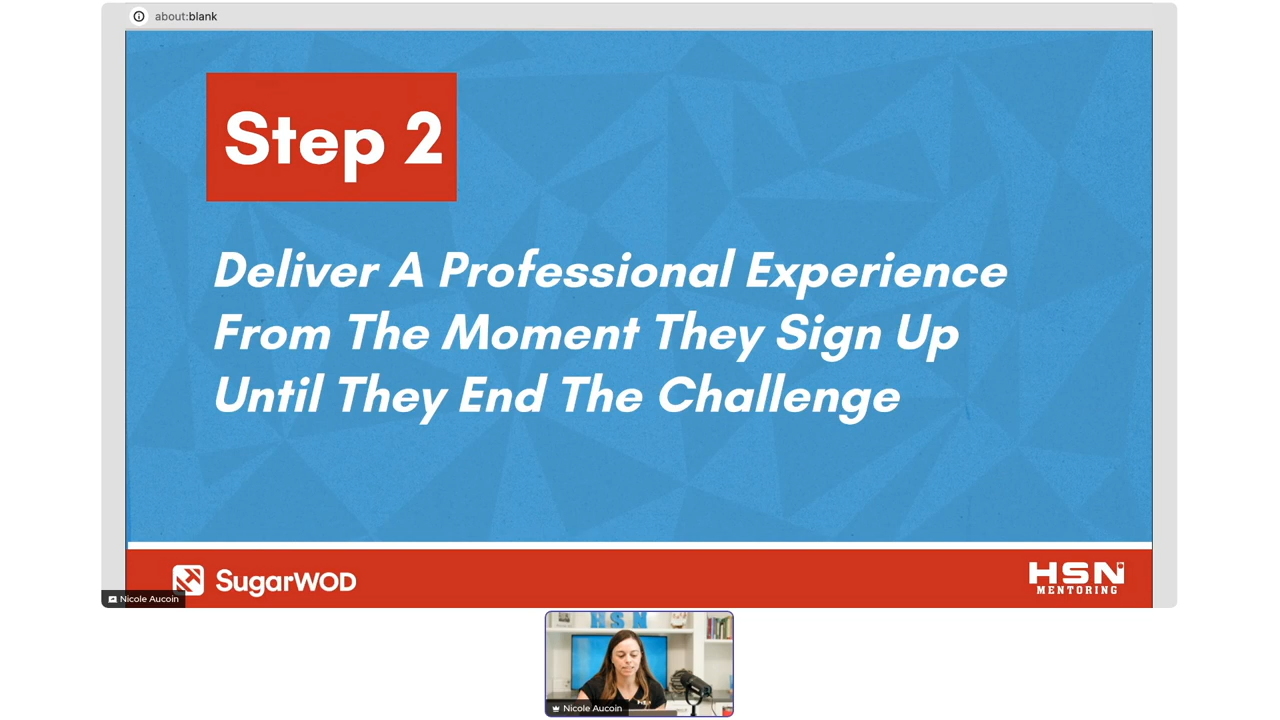 about:blank
Step 2
Deliver A Professional Experience
From The Moment They Sign Up
Until They End The Challenge
SugarWOD
HSN
MENTORING
Nicole Aucoin
HSN
Nicole Aucoin